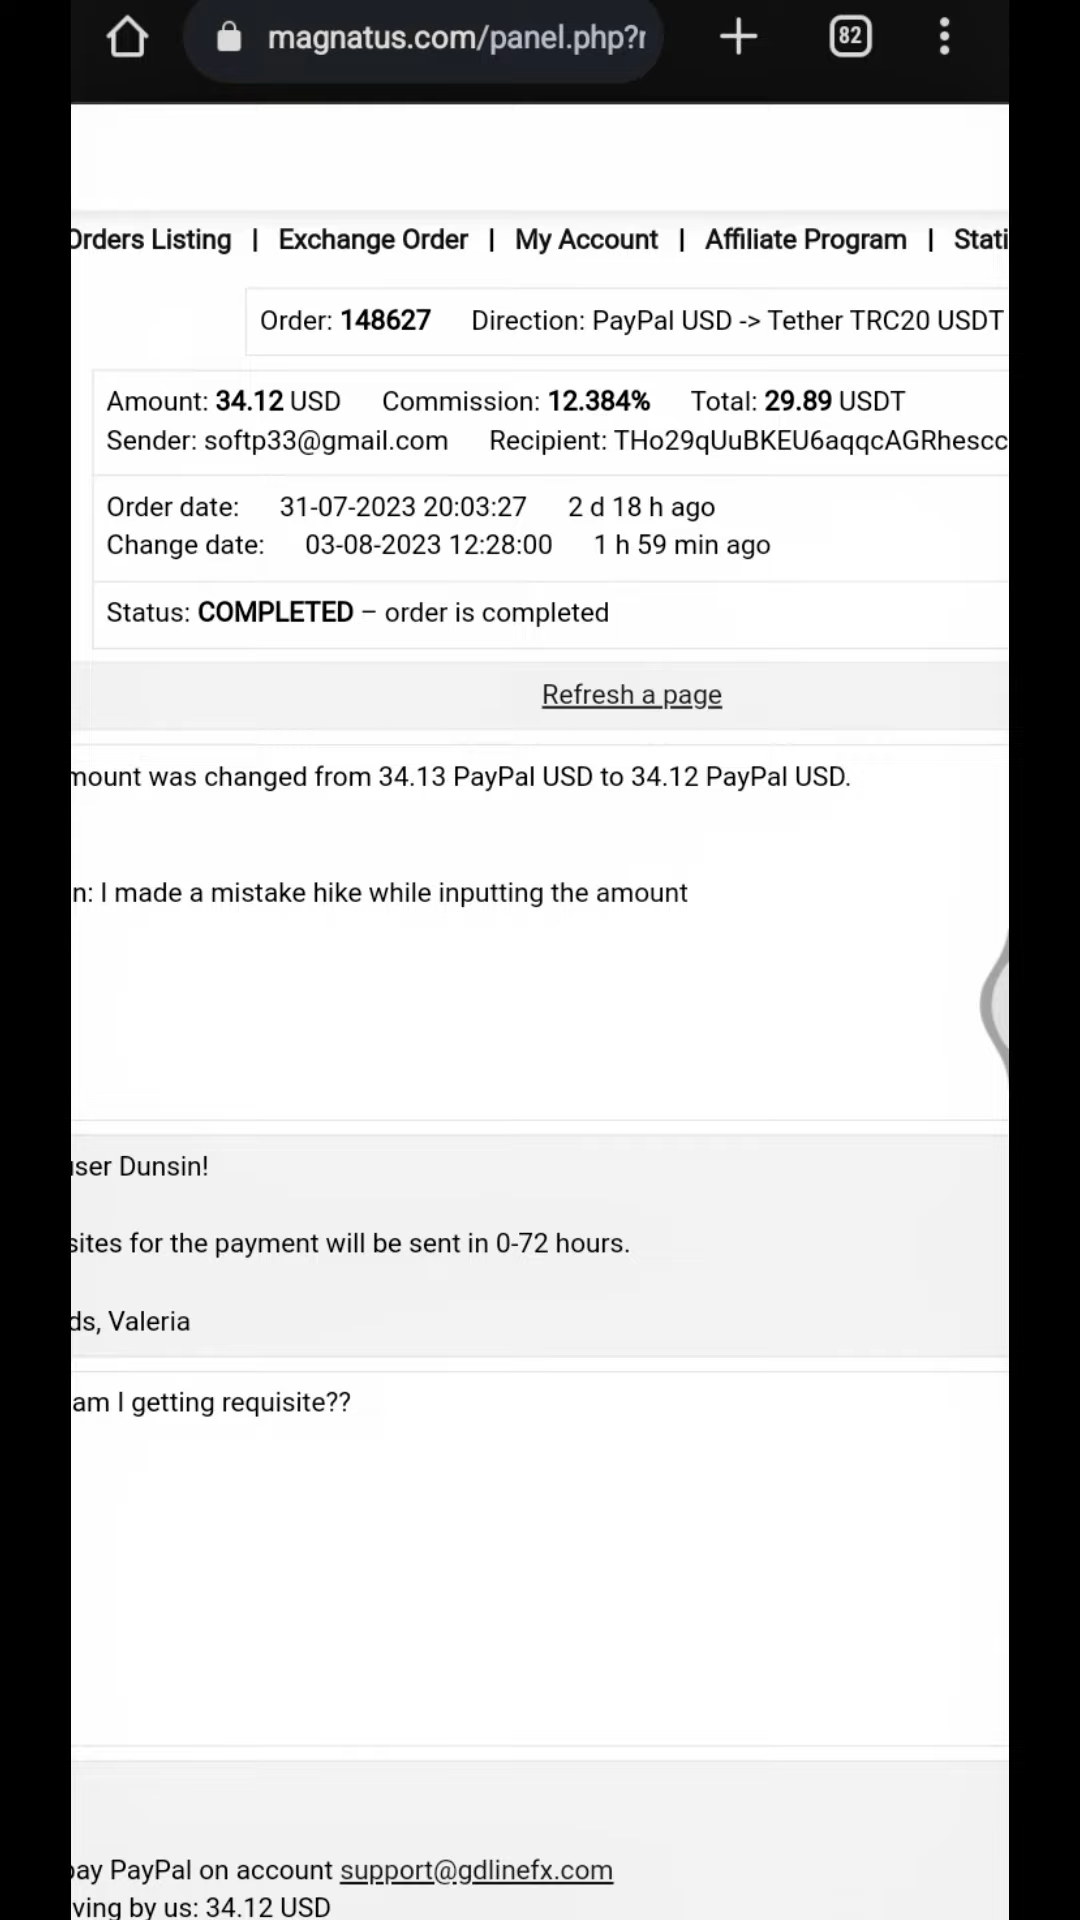 magnatus.com/panel.php?r
82
Orders Listing | Exchange Order | My Account | Affiliate Program | Stati
Order: 148627 Direction: PayPal USD -> Tether TRC20 USDT
Amount: 34.12 USD Commission: 12.384% Total: 29.89 USDT
Sender: softp33@gmail.com Recipient: THo29qUuBKEU6aqqcAGRhescc
Order date: 31-07-2023 20:03:27 2 d 18 h ago
Change date: 03-08-2023 12:28:00 1 h 59 min ago
Status: COMPLETED – order is completed
Refresh a page
mount was changed from 34.13 PayPal USD to 34.12 PayPal USD.
n: I made a mistake hike while inputting the amount
user Dunsin!
sites for the payment will be sent in 0-72 hours.
ds, Valeria
am I getting requisite??
pay PayPal on account support@gdlinefx.com
ving by us: 34.12 USD